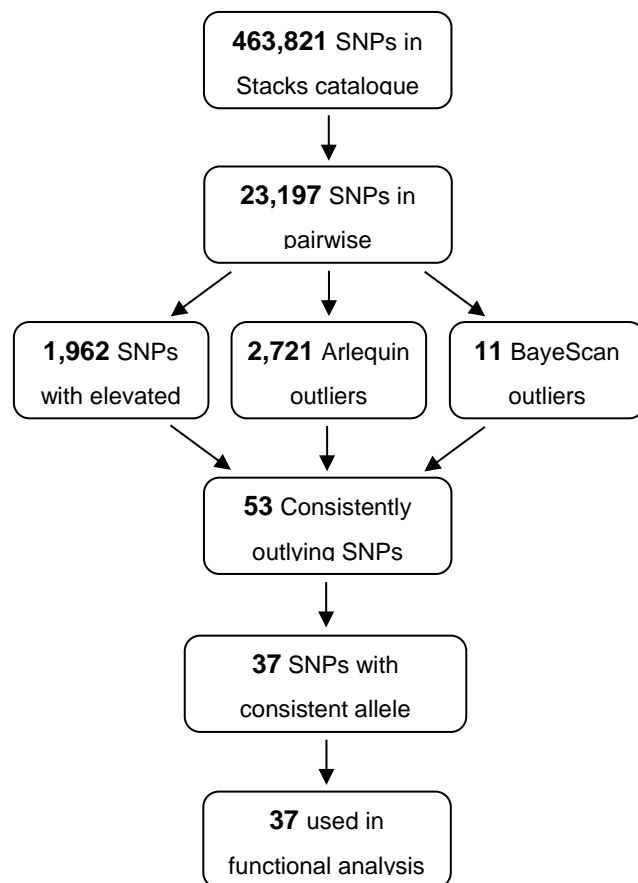 463,821 SNPs in
Stacks catalogue
23,197 SNPs in
pairwise
1,962 SNPs
with elevated
2,721 Arlequin
outliers
11 BayeScan
outliers
53 Consistently
outlying SNPs
37 SNPs with
consistent allele
37 used in
functional analysis